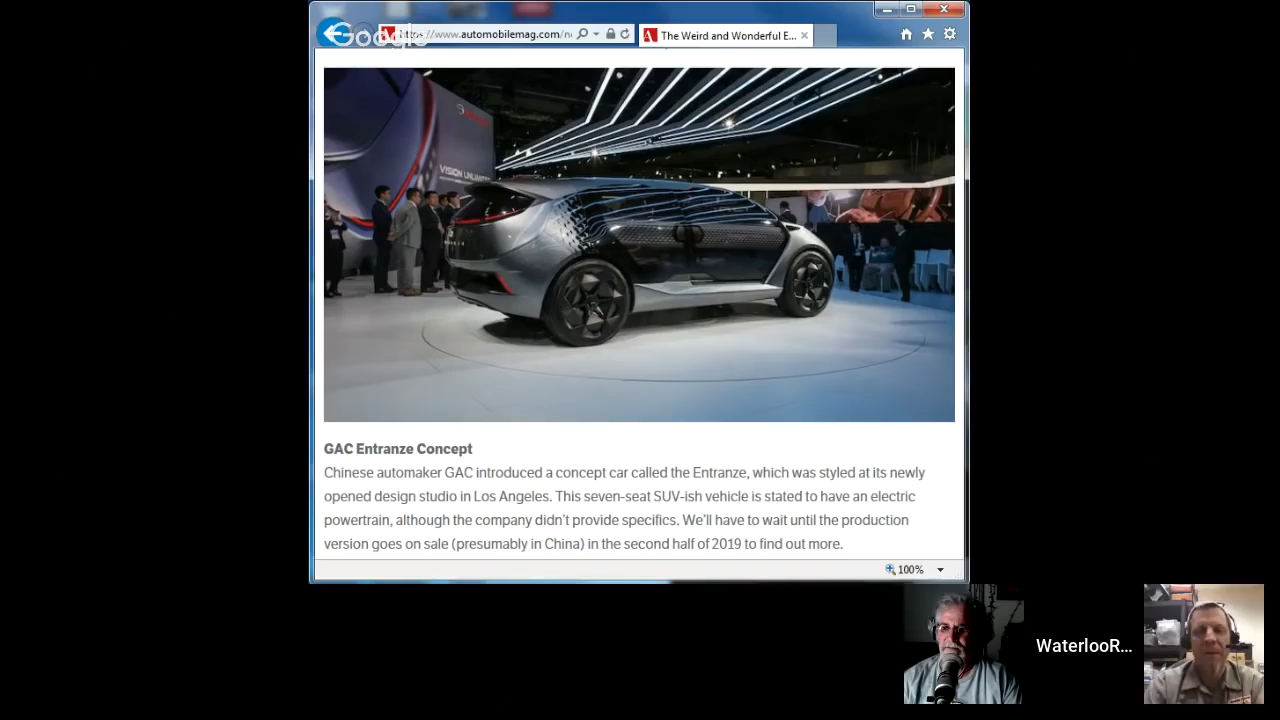 Google
https://www.automobilemag.com/n
The Weird and Wonderful E...
VISION UNLIMITED
GAC Entranze Concept
Chinese automaker GAC introduced a concept car called the Entranze, which was styled at its newly
opened design studio in Los Angeles. This seven-seat SUV-ish vehicle is stated to have an electric
powertrain, although the company didn't provide specifics. We'll have to wait until the production
version goes on sale (presumably in China) in the second half of 2019 to find out more.
100%
WaterlooR...